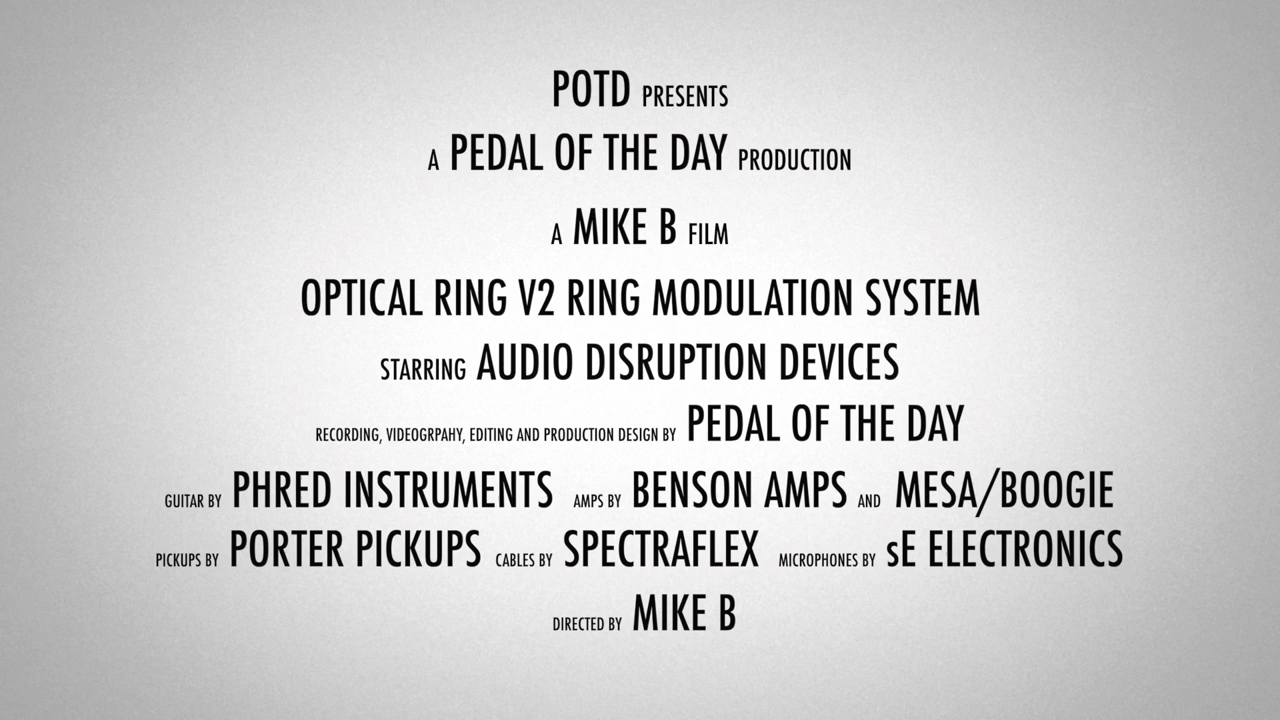 POTD PRESENTS
A PEDAL OF THE DAY PRODUCTION
A MIKE B FILM
OPTICAL RING V2 RING MODULATION SYSTEM
STARRING AUDIO DISRUPTION DEVICES
RECORDING, VIDEOGRPAHY, EDITING AND PRODUCTION DESIGN BY PEDAL OF THE DAY
GUITAR BY PHRED INSTRUMENTS AMPS BY BENSON AMPS AND MESA/BOOGIE
PICKUPS BY PORTER PICKUPS CABLES BY SPECTRAFLEX MICROPHONES BY sE ELECTRONICS
DIRECTED BY MIKE B